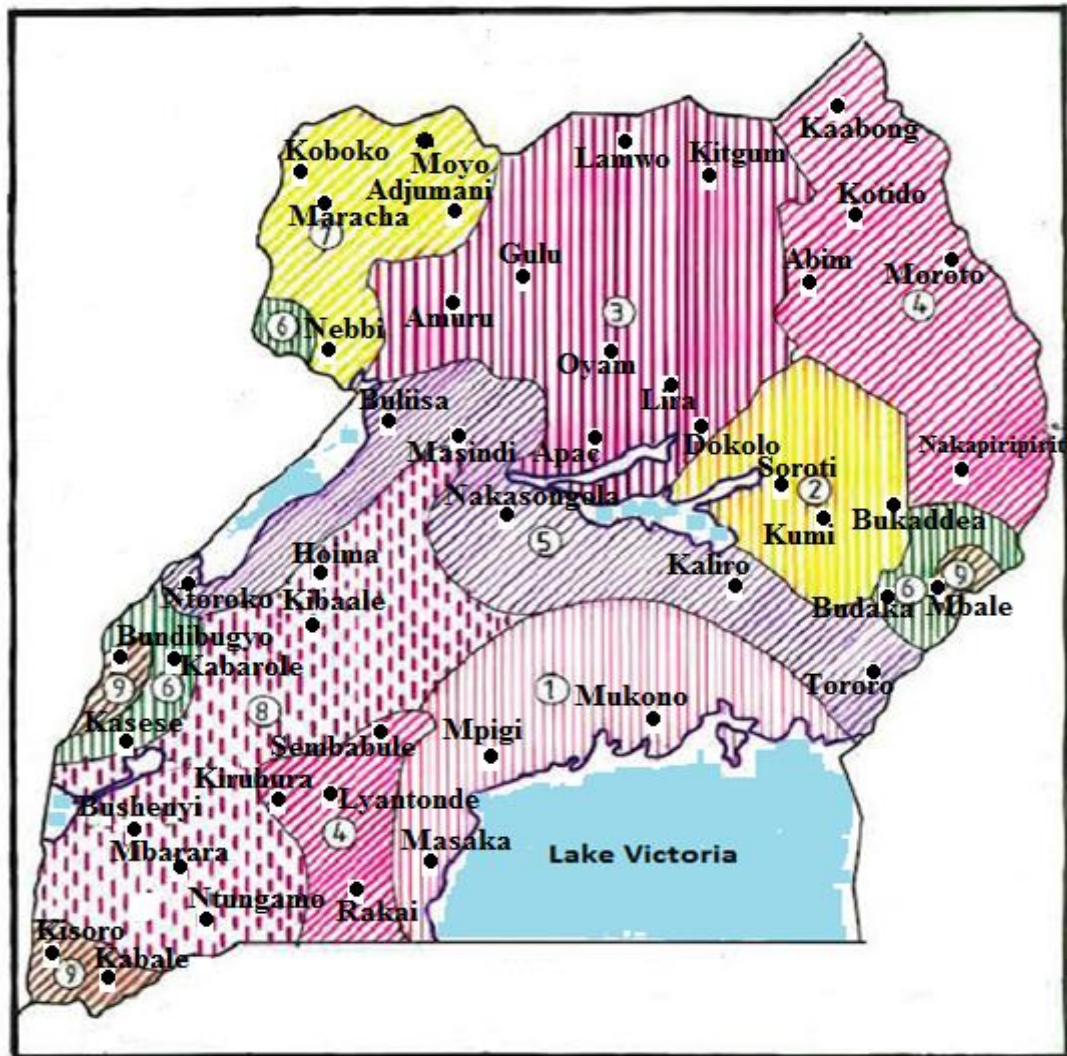 Kaabong
Koboko
Moyo
Lamwo
Kitgum
Adjumani
Maracha
Kotido
7
Gulu
Abim
Moroto
4
Amuru
3
6
Nebbi
Oyam
Buliisa
Lira
Masindi
Apac
Dokolo
Nakapiripirit
Soroti
2
Nakasongola
Kumi
Bukaddea
5
Hoima
Kaliro
9
Ntoroko
Kibaale
Budaka
6
Mbale
Bundibugyo
Kabarole
9
6
Tororo
1
Mukono
Kasese
8
Sembabule
Mpigi
Kiruhura
Lyantonde
Bushenyi
4
Masaka
Lake Victoria
Mbarara
Ntungamo
Rakai
Kisoro
Kabale
9